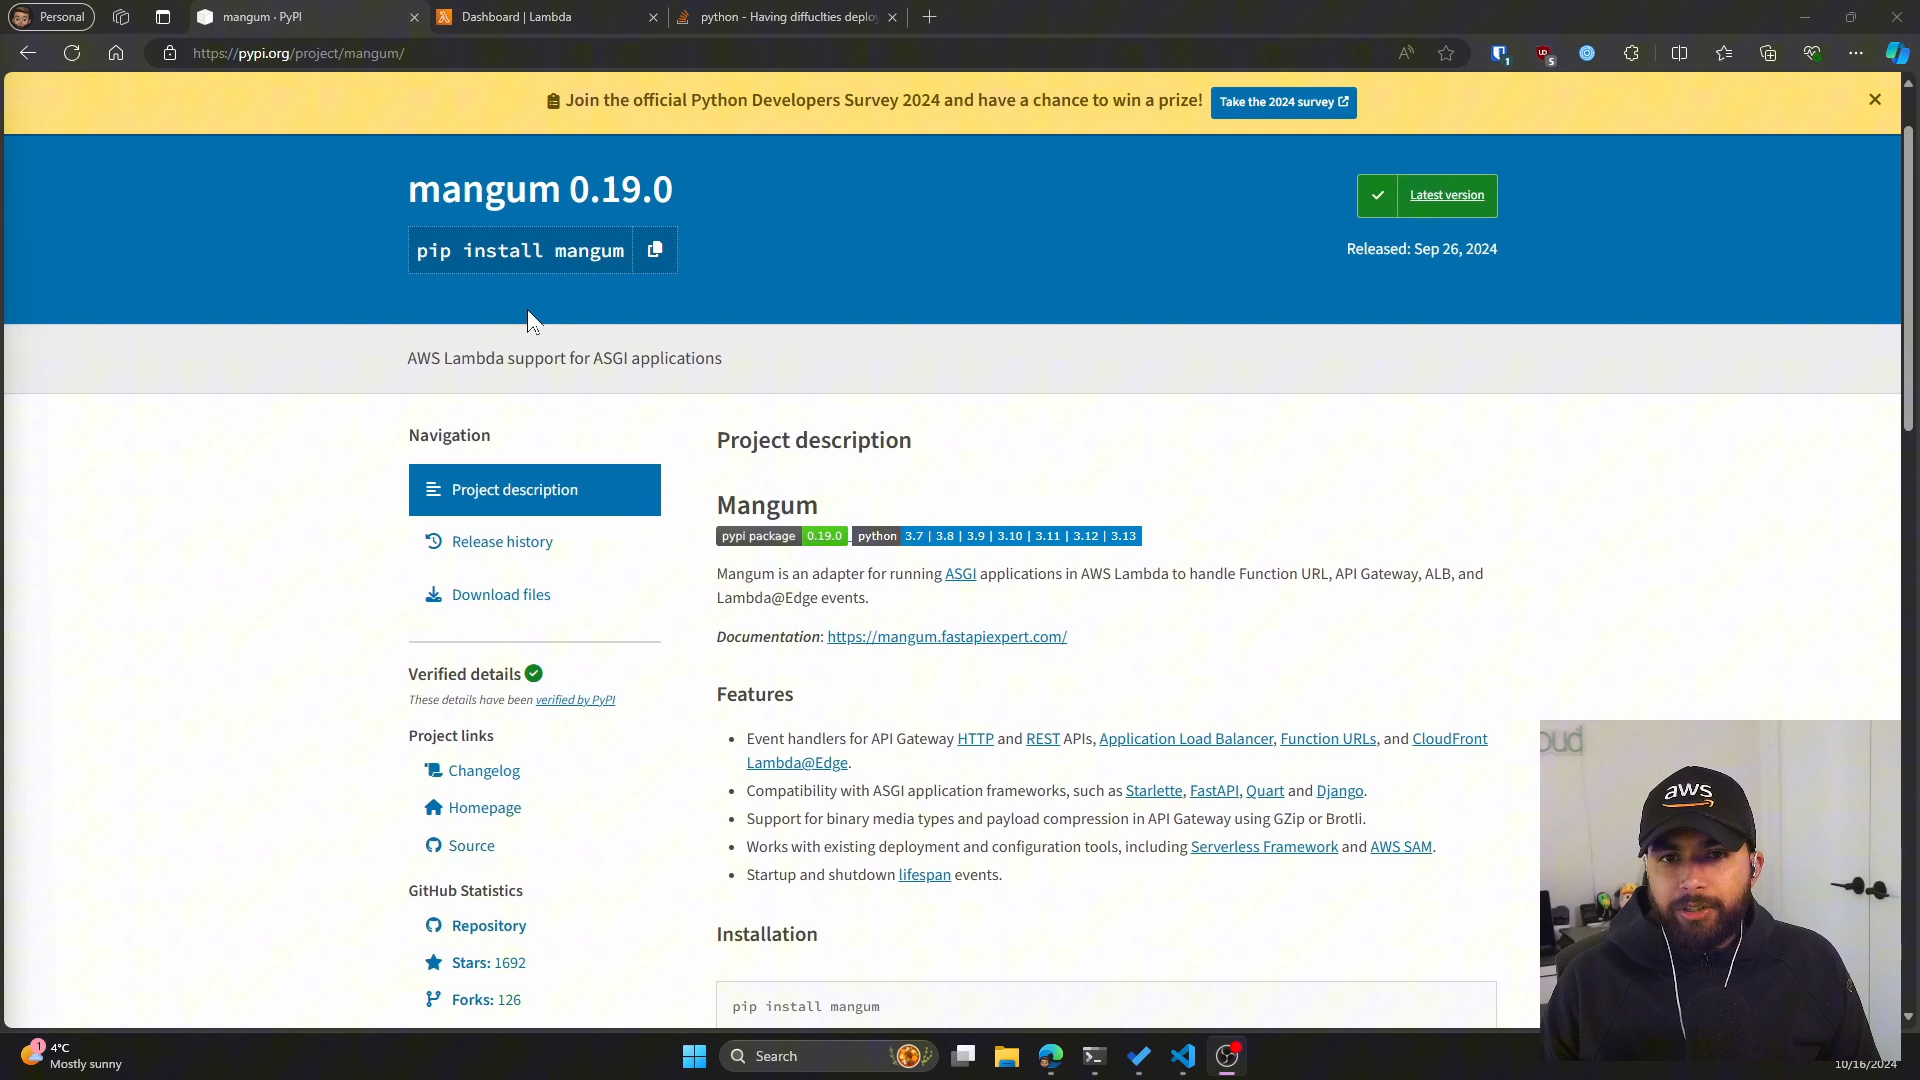 Personal
mangum · PyPI
Dashboard | Lambda
python - Having diffuclties deplo
https://pypi.org/project/mangum/
1
5
Join the official Python Developers Survey 2024 and have a chance to win a prize!
Take the 2024 survey
mangum 0.19.0
Latest version
pip install mangum
Released: Sep 26, 2024
AWS Lambda support for ASGI applications
Navigation
Project description
Release history
Download files
Verified details
These details have been verified by PyPI
Project links
Changelog
Homepage
Source
GitHub Statistics
Repository
Stars: 1692
Forks: 126
Project description
Mangum
pypi package 0.19.0 python 3.7 | 3.8 | 3.9 | 3.10 | 3.11 | 3.12 | 3.13
Mangum is an adapter for running ASGI applications in AWS Lambda to handle Function URL, API Gateway, ALB, and
Lambda@Edge events.
Documentation: https://mangum.fastapiexpert.com/
Features
Event handlers for API Gateway HTTP and REST APIs, Application Load Balancer, Function URLs, and CloudFront
Lambda@Edge.
Compatibility with ASGI application frameworks, such as Starlette, FastAPI, Quart and Django.
Support for binary media types and payload compression in API Gateway using GZip or Brotli.
Works with existing deployment and configuration tools, including Serverless Framework and AWS SAM.
Startup and shutdown lifespan events.
Installation
pip install mangum
oud
aws
1
4°C
Mostly sunny
Search
10/16/2024